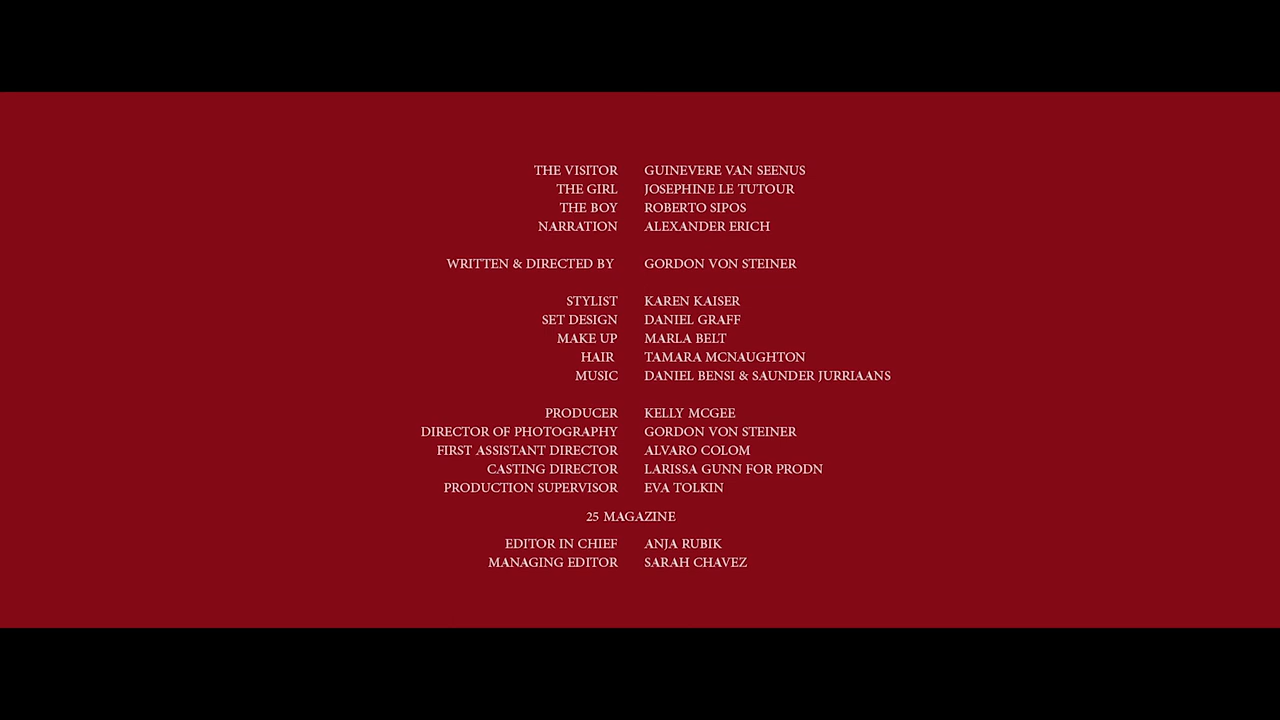 THE VISITOR GUINEVERE VAN SEENUS
THE GIRL JOSEPHINE LE TUTOUR
THE BOY ROBERTO SIPOS
NARRATION ALEXANDER ERICH
WRITTEN & DIRECTED BY GORDON VON STEINER
STYLIST KAREN KAISER
SET DESIGN DANIEL GRAFF
MAKE UP MARLA BELT
HAIR TAMARA MCNAUGHTON
MUSIC DANIEL BENSI & SAUNDER JURRIAANS
PRODUCER KELLY MCGEE
DIRECTOR OF PHOTOGRAPHY GORDON VON STEINER
FIRST ASSISTANT DIRECTOR ALVARO COLOM
CASTING DIRECTOR LARISSA GUNN FOR PRODN
PRODUCTION SUPERVISOR EVA TOLKIN
25 MAGAZINE
EDITOR IN CHIEF ANJA RUBIK
MANAGING EDITOR SARAH CHAVEZ